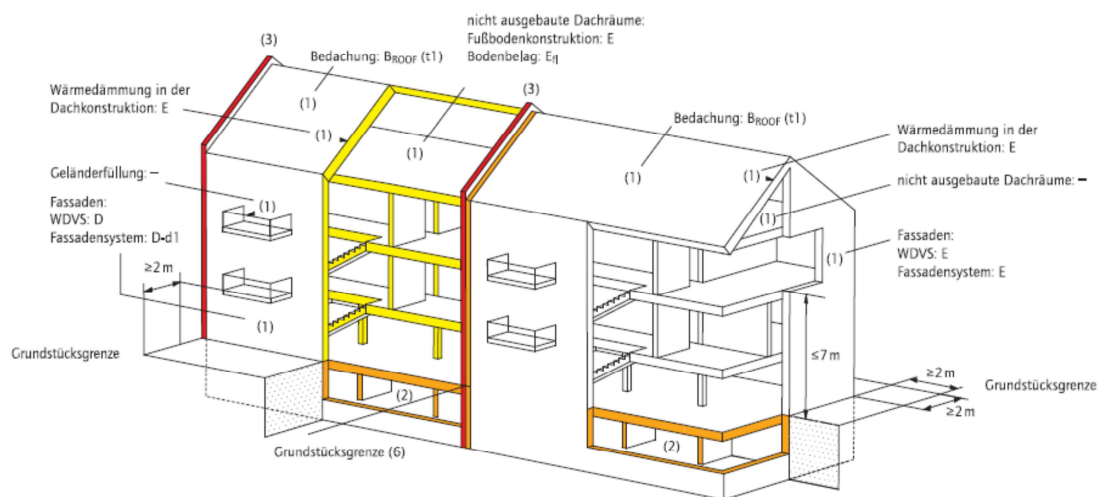 nicht ausgebaute Dachräume:
Fußbodenkonstruktion: E
Bodenbelag: Efl
(3)
Bedachung: BROOF (t1)
Wärmedämmung in der
Dachkonstruktion: E
(1)
(1)
(1)
(3)
Bedachung: BROOF (t1)
(1)
Wärmedämmung in der
Dachkonstruktion: E
(1)
nicht ausgebaute Dachräume: –
(1)
Geländerfüllung: –
(1)
Fassaden:
WDVS: D
Fassadensystem: D-d1
≥2 m
(1)
Grundstücksgrenze
Fassaden:
WDVS: E
Fassadensystem: E
(1)
≤7 m
≥2 m
≥2 m
Grundstücksgrenze
(2)
(2)
Grundstücksgrenze (6)